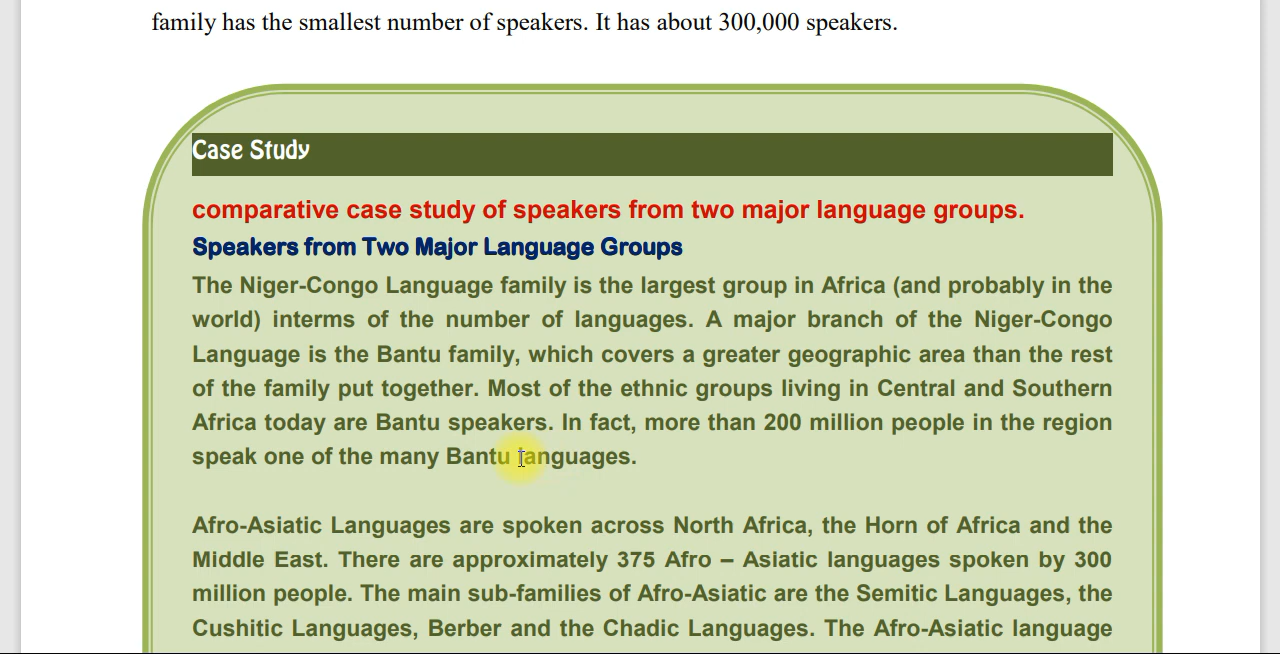 family has the smallest number of speakers. It has about 300,000 speakers.
Case Study
comparative case study of speakers from two major language groups.
Speakers from Two Major Language Groups
The Niger-Congo Language family is the largest group in Africa (and probably in the
world) interms of the number of languages. A major branch of the Niger-Congo
Language is the Bantu family, which covers a greater geographic area than the rest
of the family put together. Most of the ethnic groups living in Central and Southern
Africa today are Bantu speakers. In fact, more than 200 million people in the region
speak one of the many Bantu languages.
Afro-Asiatic Languages are spoken across North Africa, the Horn of Africa and the
Middle East. There are approximately 375 Afro – Asiatic languages spoken by 300
million people. The main sub-families of Afro-Asiatic are the Semitic Languages, the
Cushitic Languages, Berber and the Chadic Languages. The Afro-Asiatic language